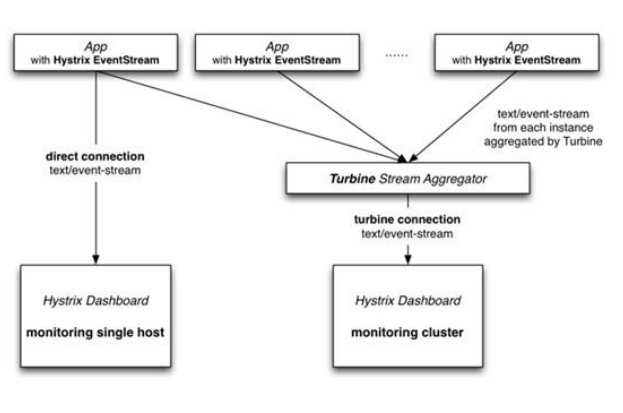 App
with Hystrix EventStream
App
with Hystrix EventStream
......
App
with Hystrix EventStream
text/event-stream
from each instance
aggregated by Turbine
direct connection
text/event-stream
Turbine Stream Aggregator
turbine connection
text/event-stream
Hystrix Dashboard
monitoring single host
Hystrix Dashboard
monitoring cluster